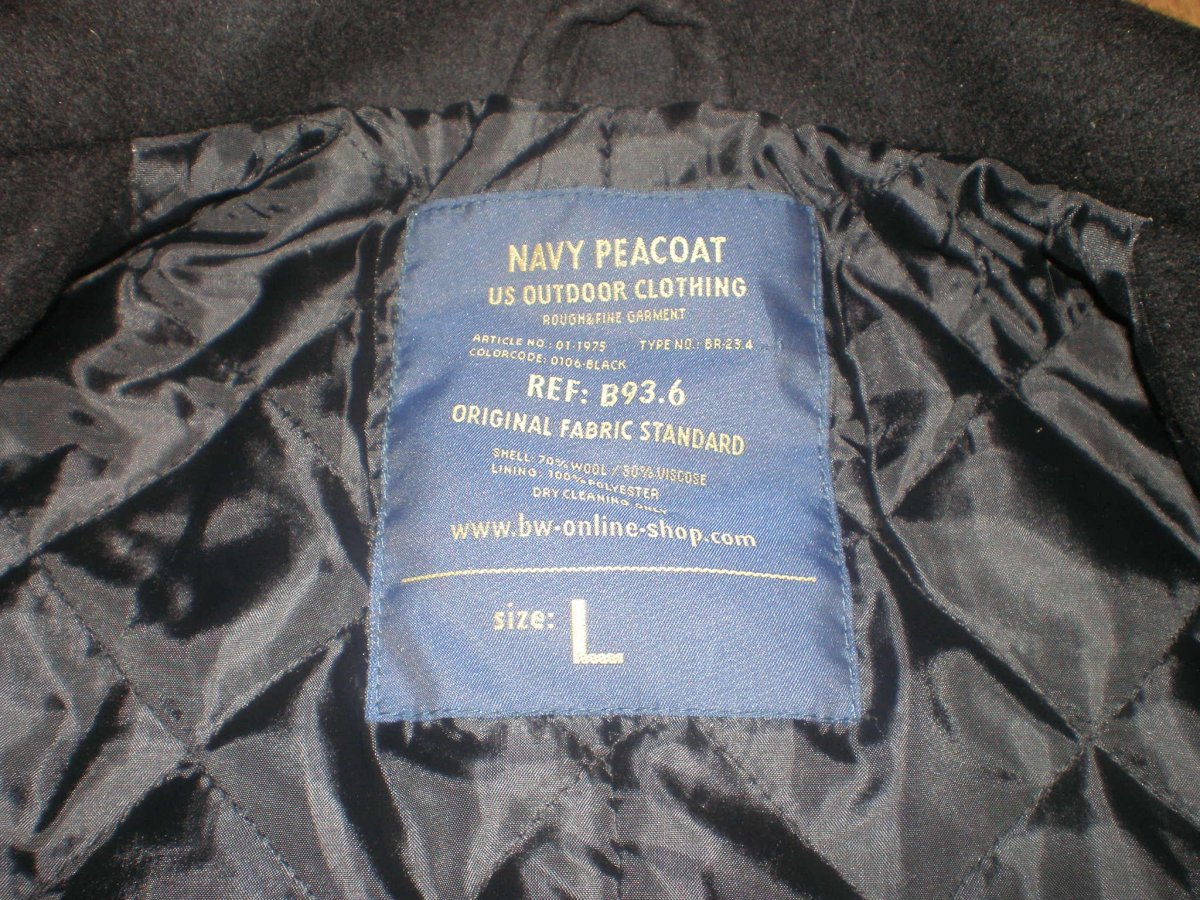 NAVY PEACOAT
US OUTDOOR CLOTHING
ROUGH&FINE GARMENT
ARTICLE NO.: 01-1975 TYPE NO.: BR-23.4
COLORCODE: 0106-BLACK
REF: B93.6
ORIGINAL FABRIC STANDARD
SHELL: 70% WOOL / 30% VISCOSE
LINING: 100% POLYESTER
DRY CLEANING ONLY
www.bw-online-shop.com
size: L